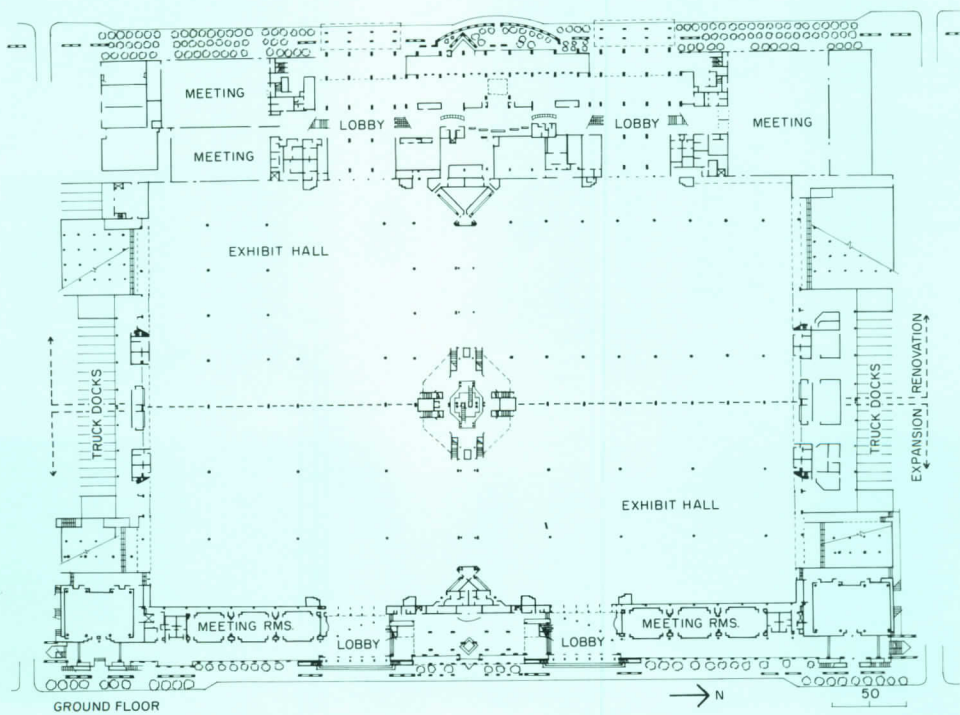 MEETING
LOBBY
LOBBY
MEETING
MEETING
EXHIBIT HALL
TRUCK DOCKS
TRUCK DOCKS
EXPANSION RENOVATION
EXHIBIT HALL
MEETING RMS.
LOBBY
LOBBY
MEETING RMS.
N
50
GROUND FLOOR